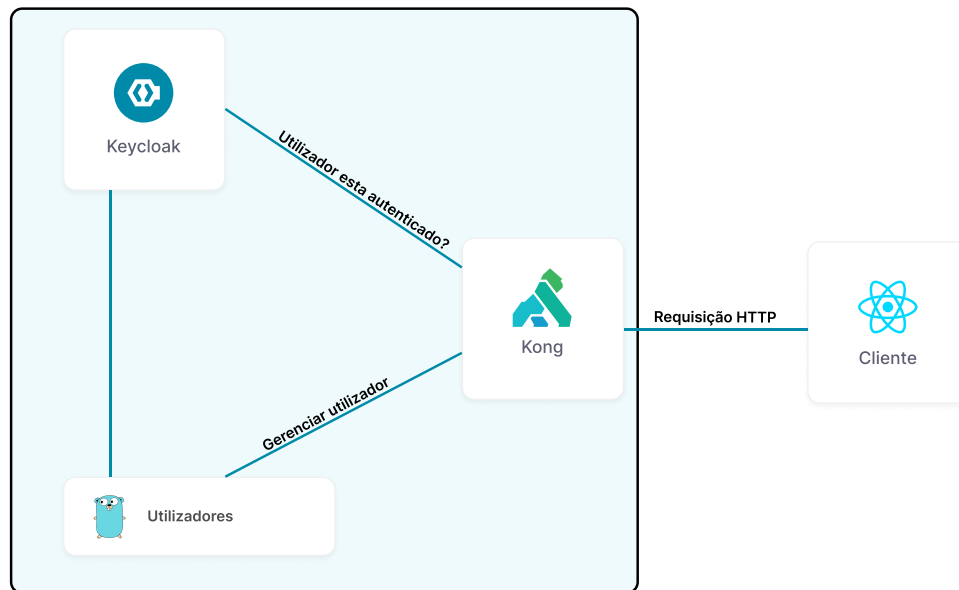 Keycloak
Utilizador esta autenticado?
Kong
Requisição HTTP
Cliente
Gerenciar utilizador
Utilizadores